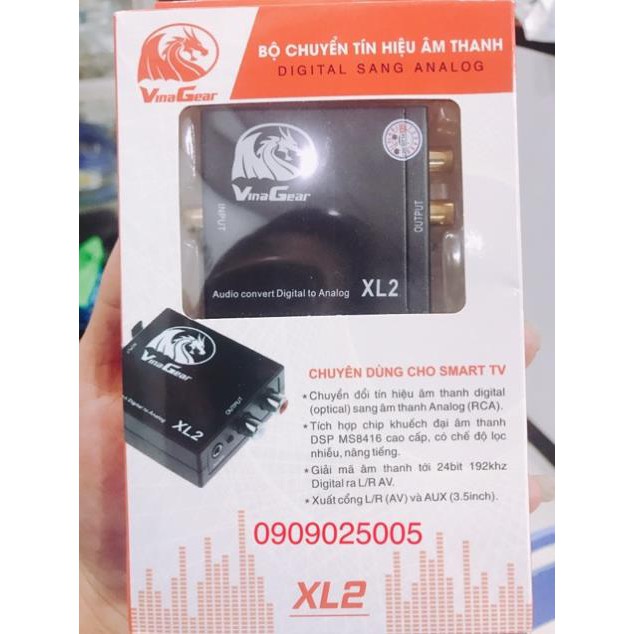 BỘ CHUYỂN TÍN HIỆU ÂM THANH
DIGITAL SANG ANALOG
VinaGear
VinaGear
INPUT
OUTPUT
Audio convert Digital to Analog XL2
CHUYÊN DÙNG CHO SMART TV
*Chuyển đổi tín hiệu âm thanh digital
(optical) sang âm thanh Analog (RCA).
*Tích hợp chip khuếch đại âm thanh
DSP MS8416 cao cấp, có chế độ lọc
nhiễu, nâng tiếng.
*Giải mã âm thanh tới 24bit 192khz
Digital ra L/R AV.
*Xuất cổng L/R (AV) và AUX (3.5inch).
VinaGear
OUTPUT
Digital to Analog
XL2
0909025005
XL2